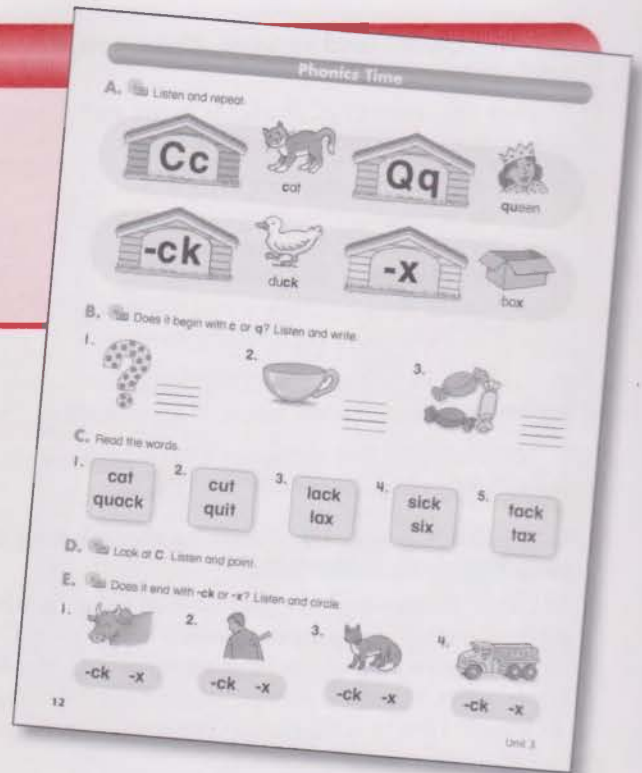 Phonics Time
A. Listen and repeat.
Cc cat Qq queen
-ck duck -x box
B. Does it begin with c or q? Listen and write.
1. 2. 3.
C. Read the words.
1. cat quack
2. cut quit
3. lack lax
4. sick six
5. tack tax
D. Look at C. Listen and point.
E. Does it end with -ck or -x? Listen and circle.
1. 2. 3. 4.
-ck -x -ck -x -ck -x -ck -x
12 Unit 3